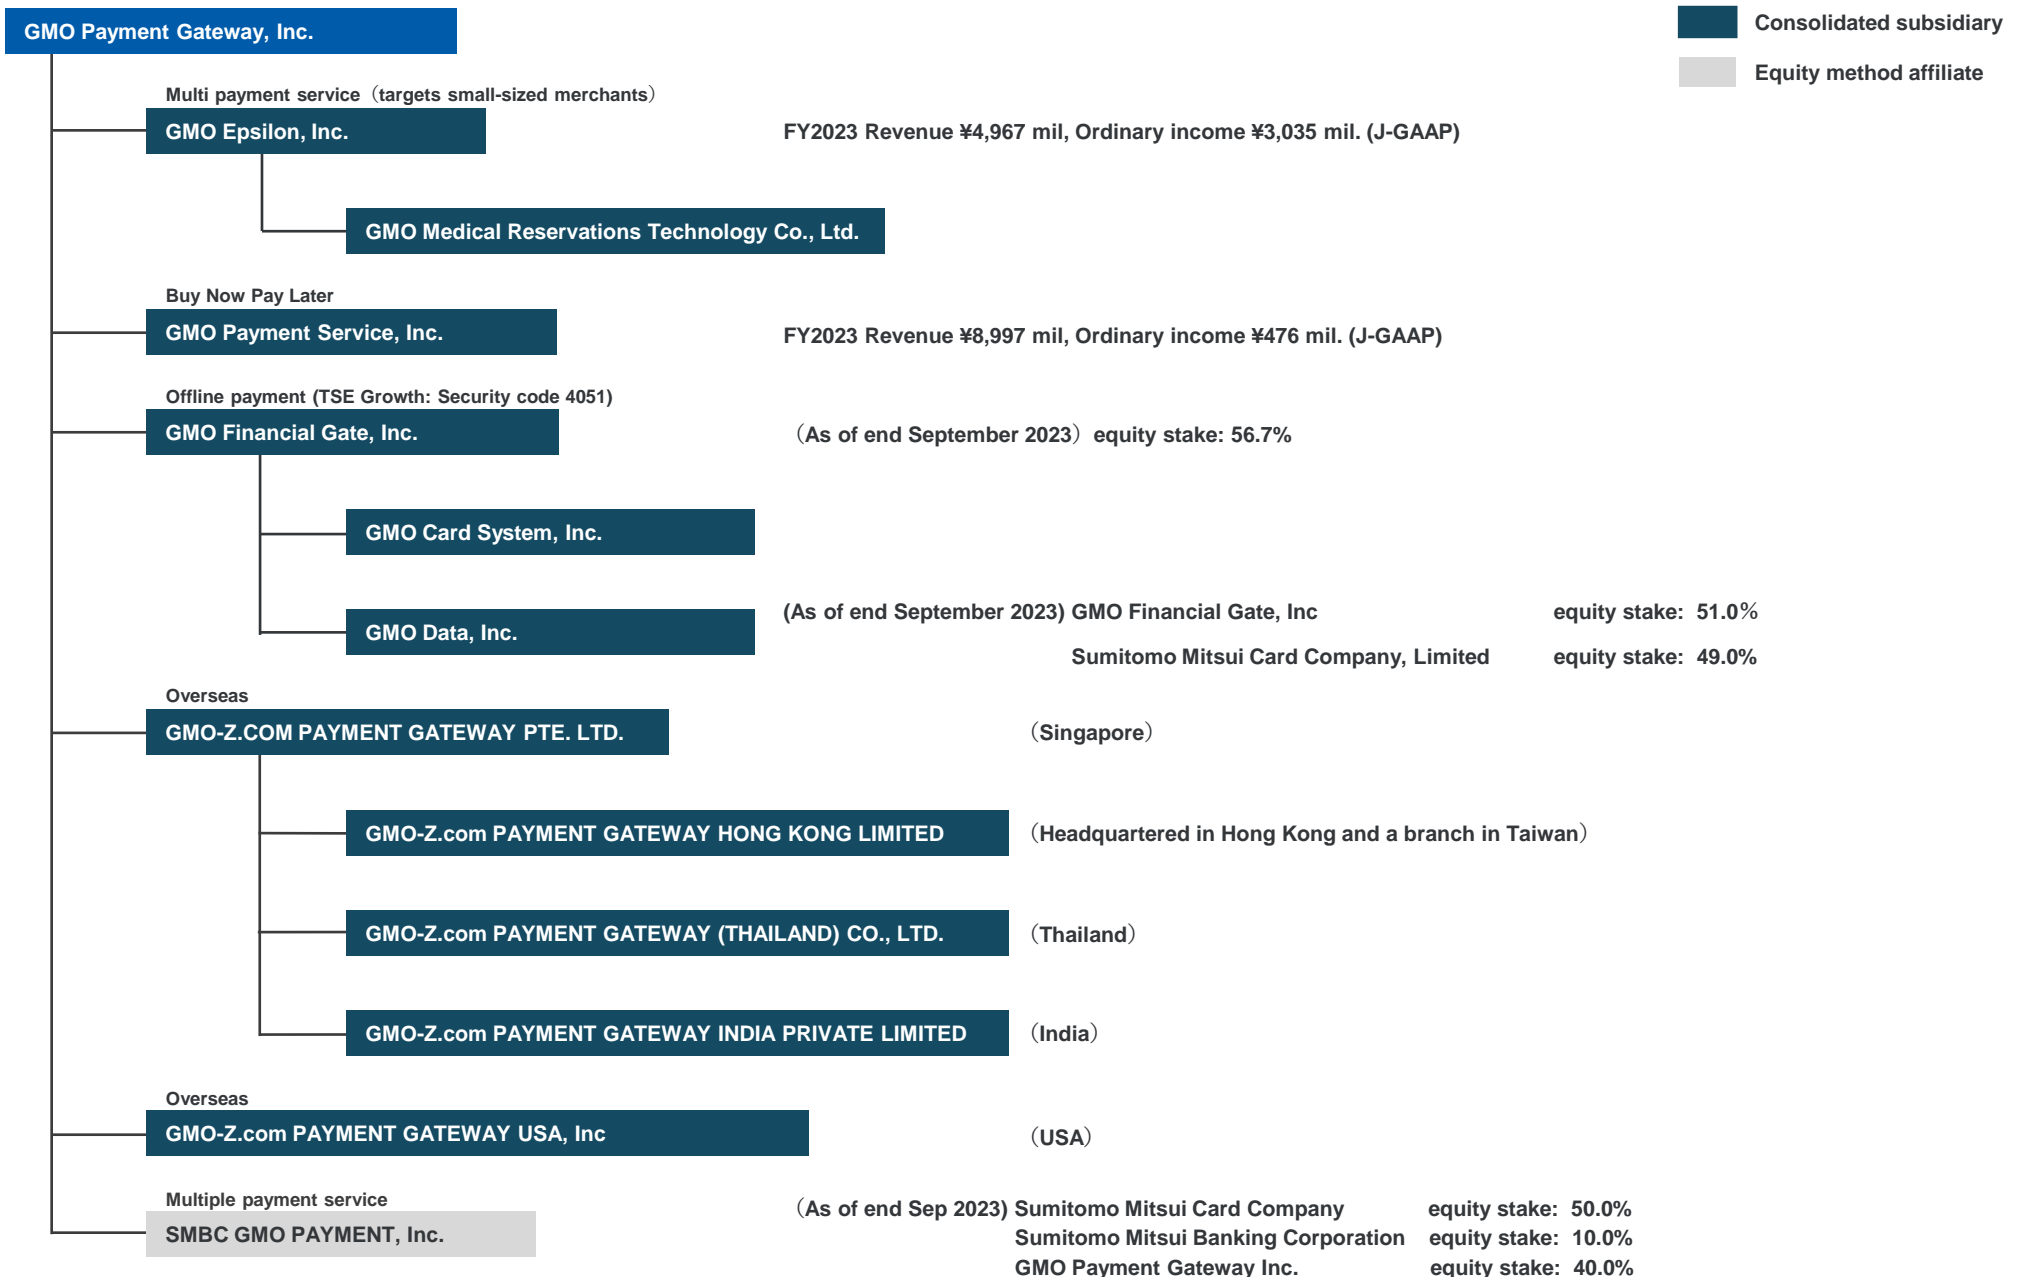 GMO Payment Gateway, Inc.
Consolidated subsidiary
Equity method affiliate
Multi payment service（targets small-sized merchants）
GMO Epsilon, Inc.
FY2023 Revenue ¥4,967 mil, Ordinary income ¥3,035 mil. (J-GAAP)
GMO Medical Reservations Technology Co., Ltd.
Buy Now Pay Later
GMO Payment Service, Inc.
FY2023 Revenue ¥8,997 mil, Ordinary income ¥476 mil. (J-GAAP)
Offline payment (TSE Growth: Security code 4051)
GMO Financial Gate, Inc.
（As of end September 2023）equity stake: 56.7%
GMO Card System, Inc.
GMO Data, Inc.
(As of end September 2023) GMO Financial Gate, Inc equity stake: 51.0％
Sumitomo Mitsui Card Company, Limited equity stake: 49.0%
Overseas
GMO-Z.COM PAYMENT GATEWAY PTE. LTD.
（Singapore）
GMO-Z.com PAYMENT GATEWAY HONG KONG LIMITED
（Headquartered in Hong Kong and a branch in Taiwan）
GMO-Z.com PAYMENT GATEWAY (THAILAND) CO., LTD.
（Thailand）
GMO-Z.com PAYMENT GATEWAY INDIA PRIVATE LIMITED
（India）
Overseas
GMO-Z.com PAYMENT GATEWAY USA, Inc
（USA）
Multiple payment service
SMBC GMO PAYMENT, Inc.
（As of end Sep 2023) Sumitomo Mitsui Card Company equity stake: 50.0%
Sumitomo Mitsui Banking Corporation equity stake: 10.0%
GMO Payment Gateway Inc. equity stake: 40.0%